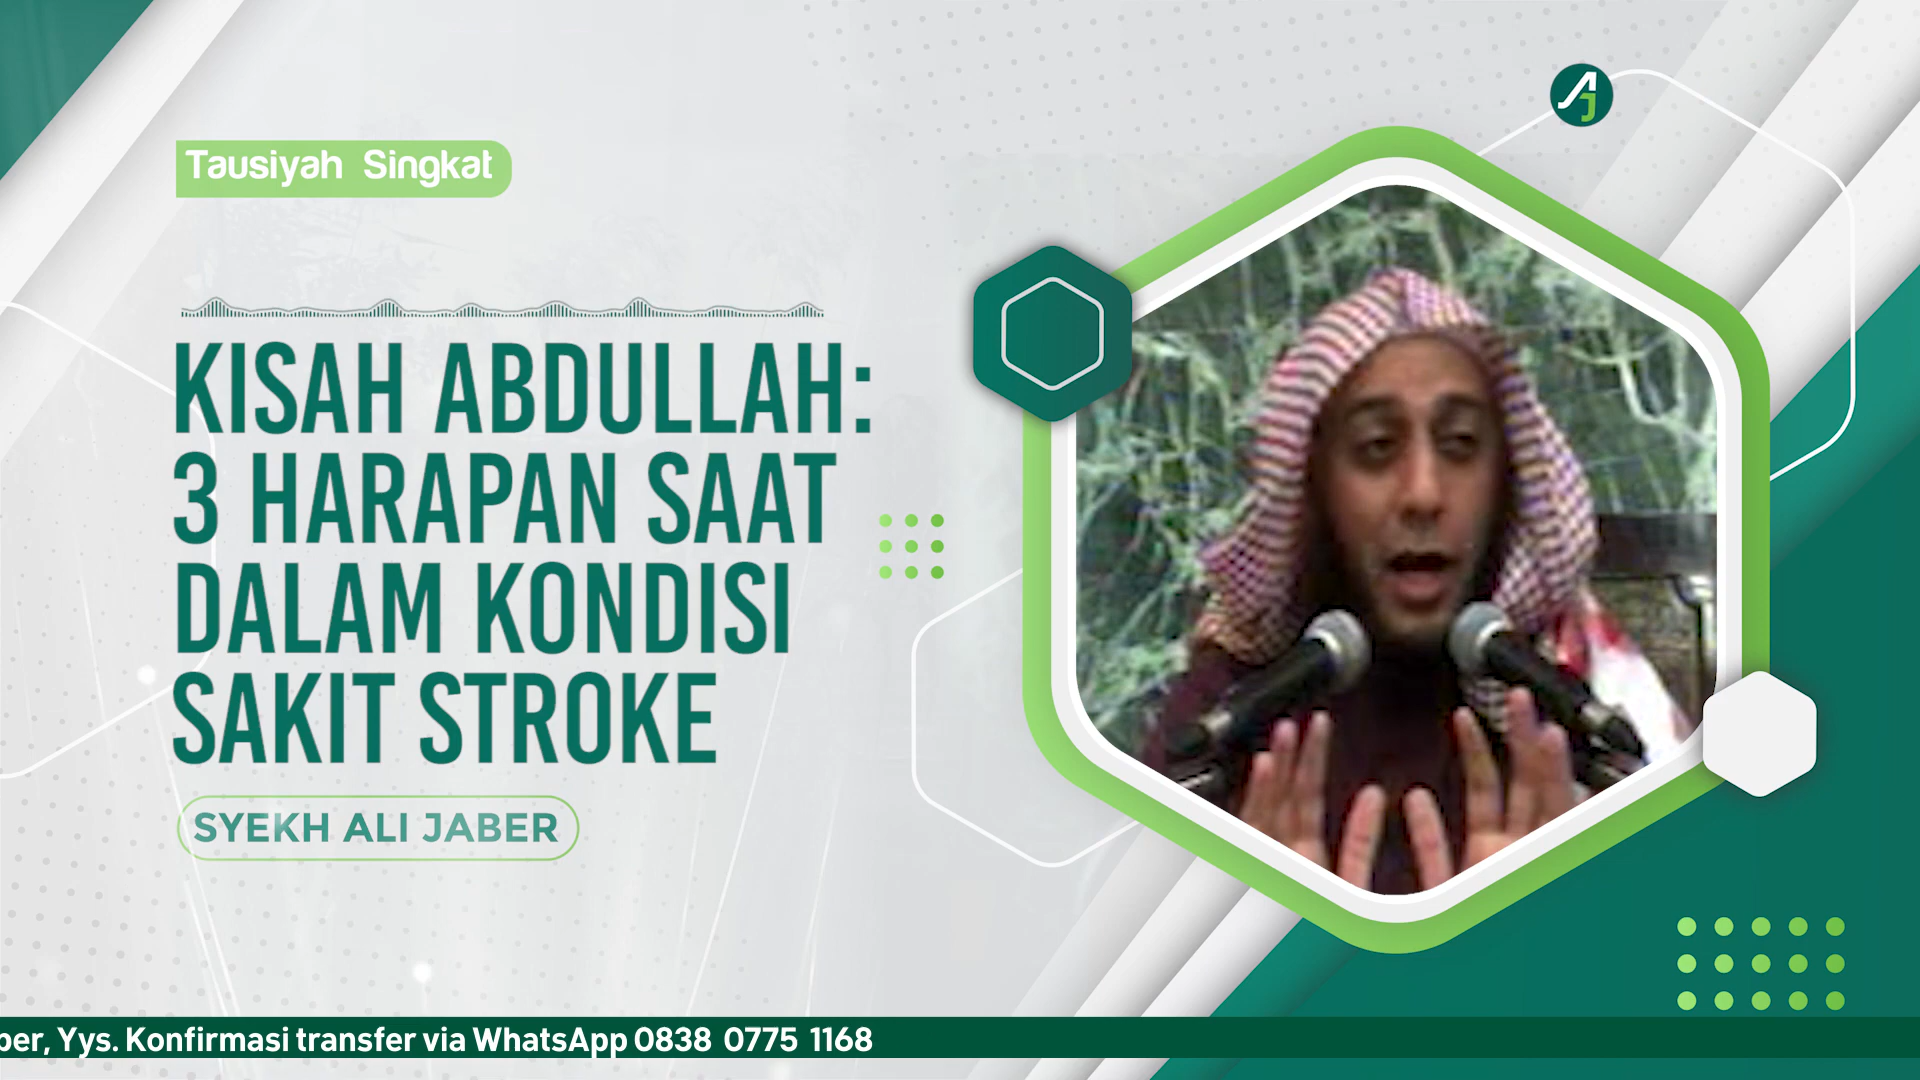 Tausiyah Singkat
KISAH ABDULLAH:
3 HARAPAN SAAT
DALAM KONDISI
SAKIT STROKE
SYEKH ALI JABER
Yys. Konfirmasi transfer via WhatsApp 0838 0775 1168